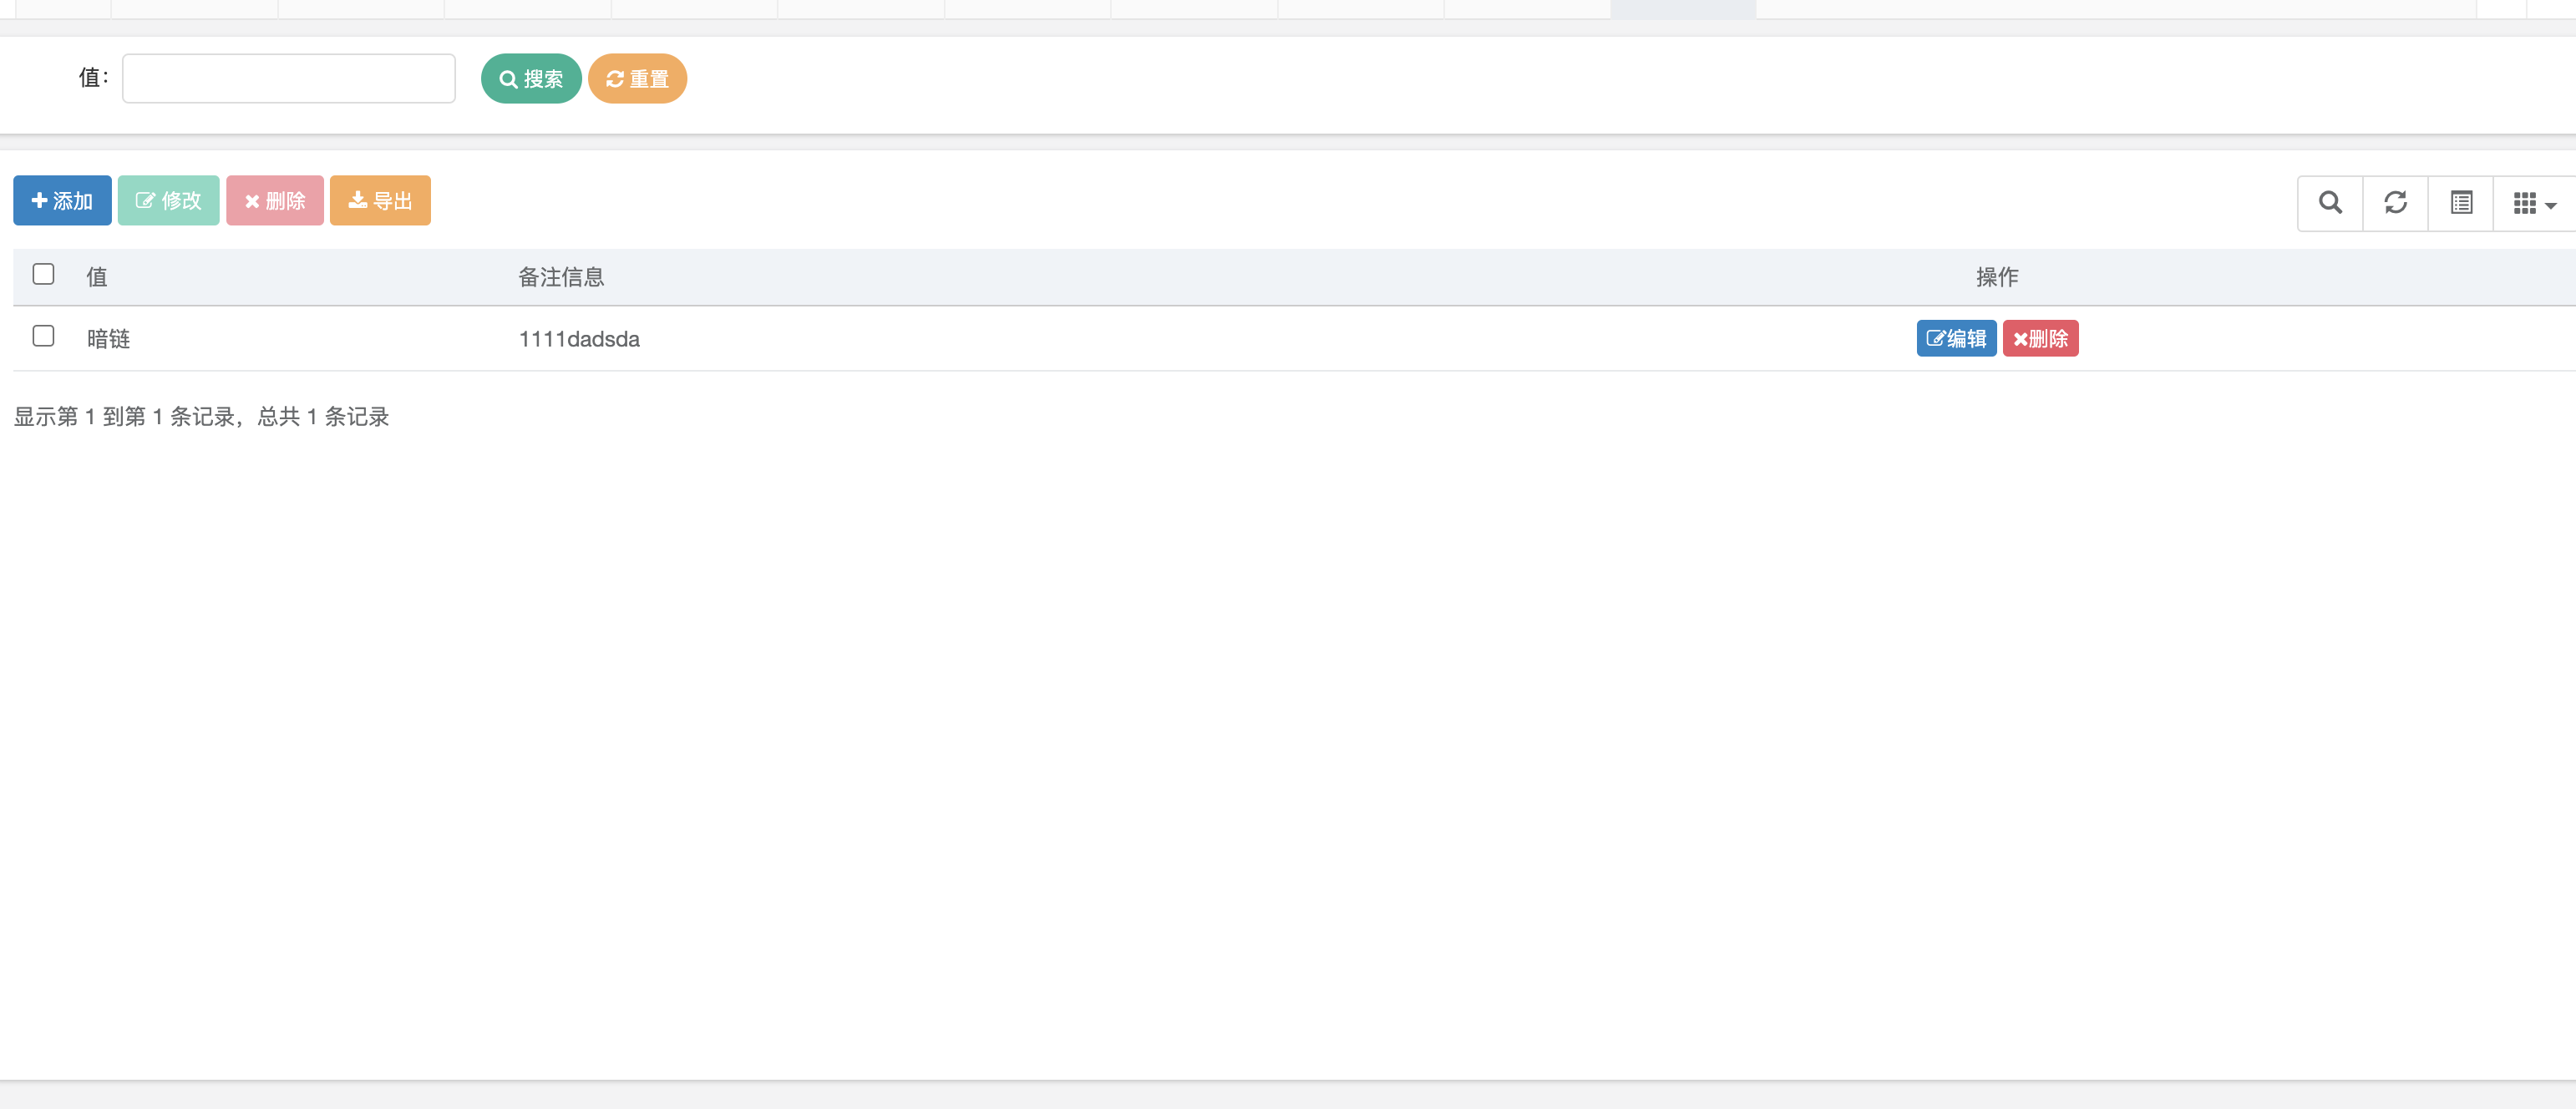 值： 搜索 重置
添加 修改 删除 导出
值 备注信息 操作
暗链 1111dadsda 编辑 删除
显示第 1 到第 1 条记录，总共 1 条记录